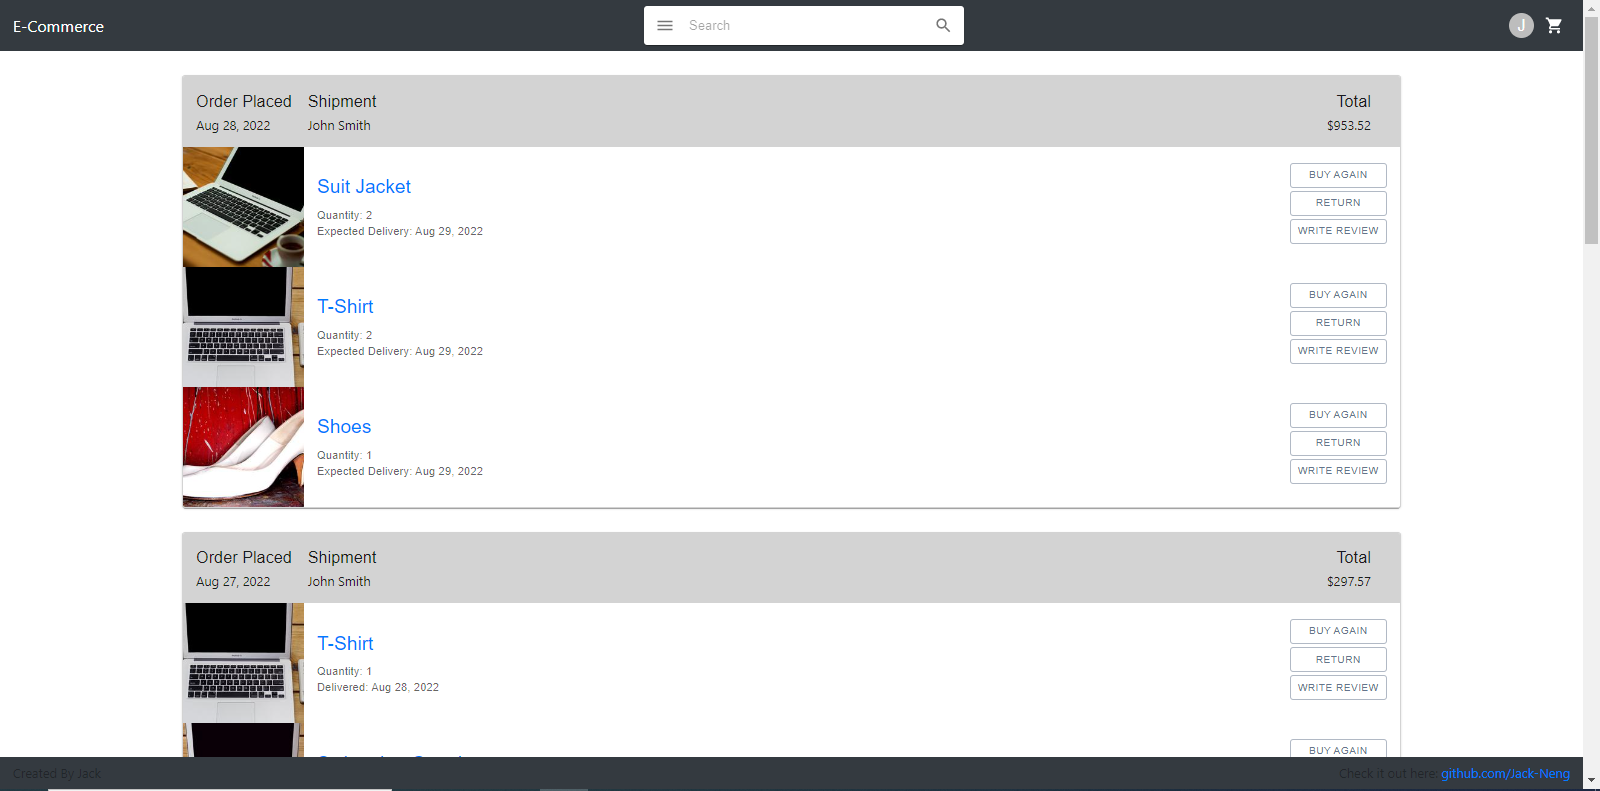 E-Commerce
Search
J
Order Placed Shipment Total
Aug 28, 2022 John Smith $953.52
Suit Jacket
Quantity: 2
Expected Delivery: Aug 29, 2022
BUY AGAIN
RETURN
WRITE REVIEW
T-Shirt
Quantity: 2
Expected Delivery: Aug 29, 2022
BUY AGAIN
RETURN
WRITE REVIEW
Shoes
Quantity: 1
Expected Delivery: Aug 29, 2022
BUY AGAIN
RETURN
WRITE REVIEW
Order Placed Shipment Total
Aug 27, 2022 John Smith $297.57
T-Shirt
Quantity: 1
Delivered: Aug 28, 2022
BUY AGAIN
RETURN
WRITE REVIEW
BUY AGAIN
Created By Jack
Check it out here: github.com/Jack-Neng